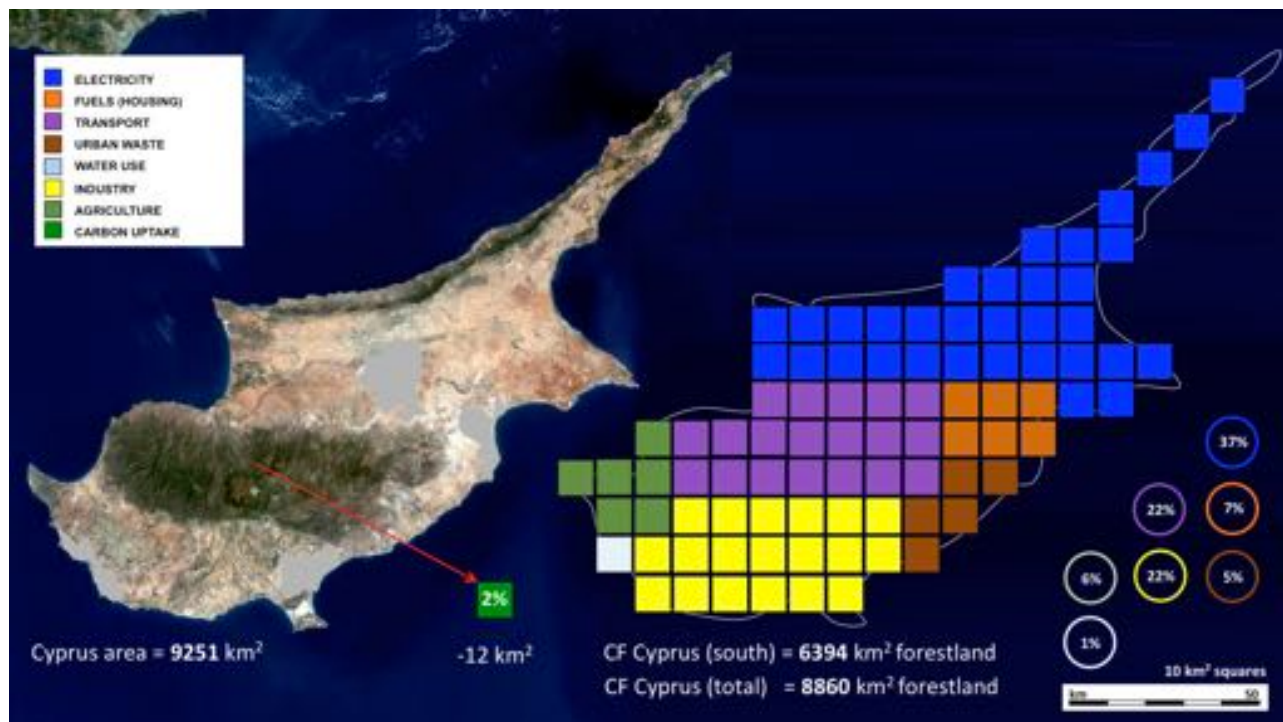 ELECTRICITY
FUELS (HOUSING)
TRANSPORT
URBAN WASTE
WATER USE
INDUSTRY
AGRICULTURE
CARBON UPTAKE
37%
22%
7%
6%
22%
5%
1%
2%
Cyprus area = 9251 km²
-12 km²
CF Cyprus (south) = 6394 km² forestland
CF Cyprus (total) = 8860 km² forestland
10 km² squares
km 50